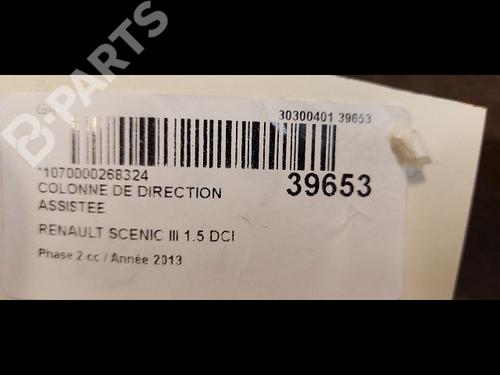 B-PARTS
30300401 39653
*1070000268324
39653
COLONNE DE DIRECTION
ASSISTEE
RENAULT SCENIC III 1.5 DCI
Phase 2 cc / Année 2013